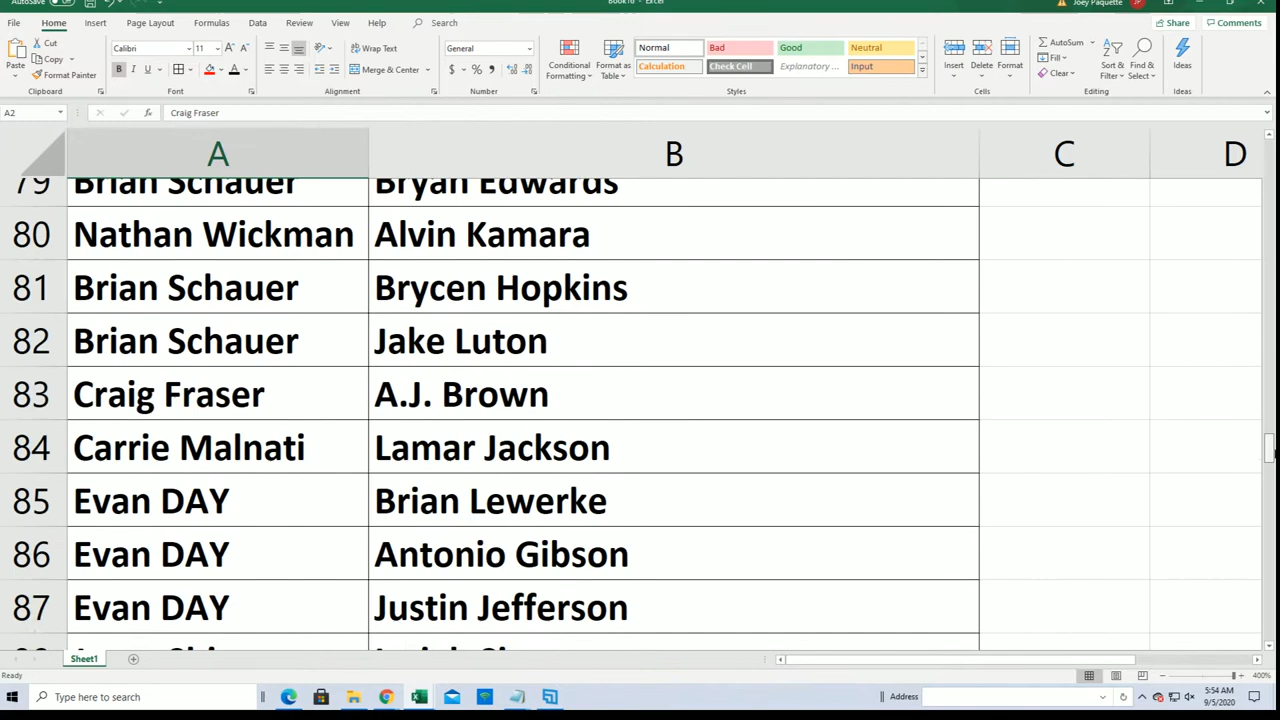 AutoSave Off Book10 - Excel Joey Paquette JP
File Home Insert Page Layout Formulas Data Review View Help Search Share Comments
Cut Calibri 11 Wrap Text General Normal Bad Good Neutral AutoSum
Copy Fill
Paste Format Painter Merge & Center Conditional Formatting Format as Table Calculation Check Cell Explanatory ... Input Insert Delete Format Clear Sort & Filter Find & Select Ideas
Clipboard Font Alignment Number Styles Cells Editing Ideas
A2 fx Craig Fraser
A B C D
79 Brian Schauer Bryan Edwards
80 Nathan Wickman Alvin Kamara
81 Brian Schauer Brycen Hopkins
82 Brian Schauer Jake Luton
83 Craig Fraser A.J. Brown
84 Carrie Malnati Lamar Jackson
85 Evan DAY Brian Lewerke
86 Evan DAY Antonio Gibson
87 Evan DAY Justin Jefferson
Sheet1
Ready 400%
Type here to search Address 5:54 AM
9/5/2020